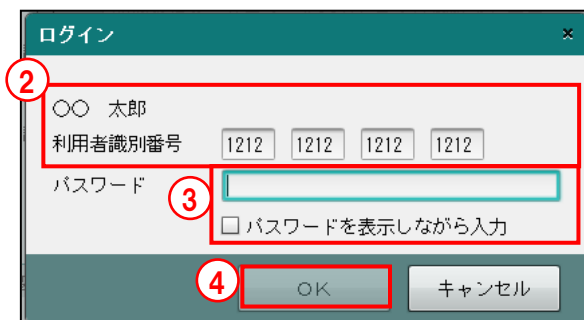 ログイン ×
②
○○　太郎
利用者識別番号 1212 1212 1212 1212
パスワード
③
パスワードを表示しながら入力
④
OK キャンセル